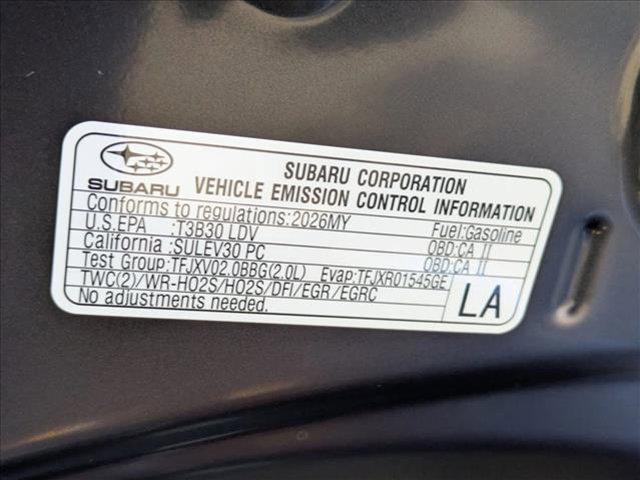 SUBARU
SUBARU CORPORATION
VEHICLE EMISSION CONTROL INFORMATION
Conforms to regulations:2026MY Fuel:Gasoline
U.S.EPA :T3B30 LDV OBD:CA II
California :SULEV30 PC OBD:CA II
Test Group:TFJXV02.0BBG(2.0L) Evap:TFJXR01545GE
TWC(2)/WR-HO2S/HO2S/DFI/EGR/EGRC
No adjustments needed.
LA